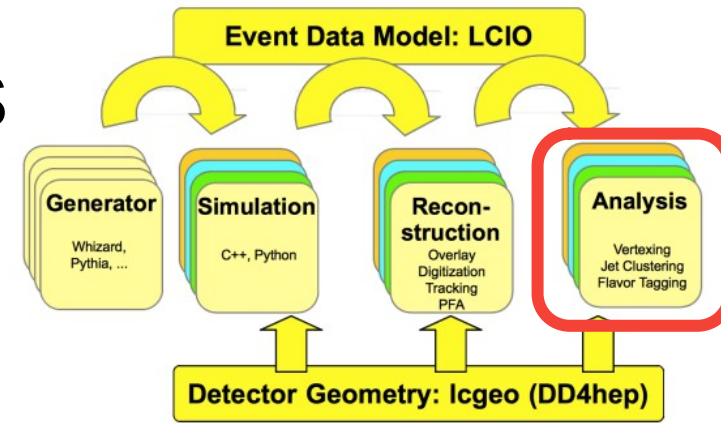 Event Data Model: LCIO
s
Generator
Whizard,
Pythia, ...
Simulation
C++, Python
Recon-
struction
Overlay
Digitization
Tracking
PFA
Analysis
Vertexing
Jet Clustering
Flavor Tagging
Detector Geometry: lcgeo (DD4hep)